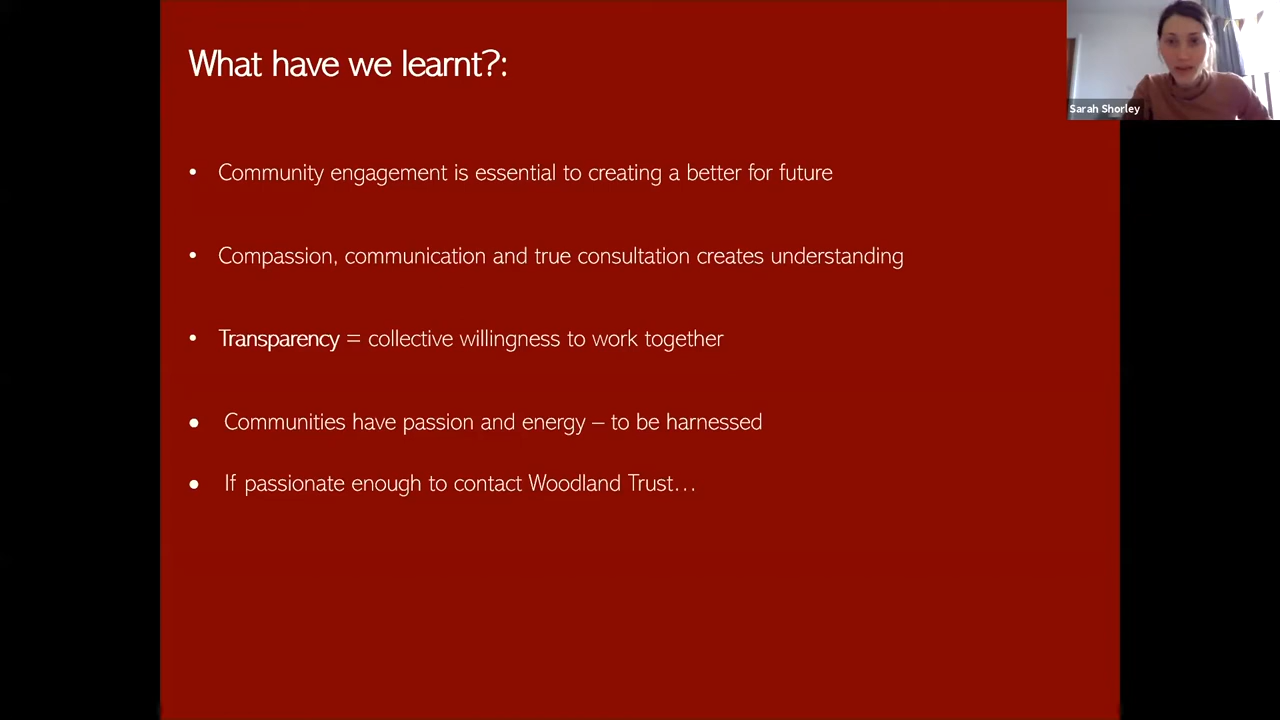 What have we learnt?:
Sarah Shorley
• Community engagement is essential to creating a better for future
• Compassion, communication and true consultation creates understanding
• Transparency = collective willingness to work together
• Communities have passion and energy – to be harnessed
• If passionate enough to contact Woodland Trust…